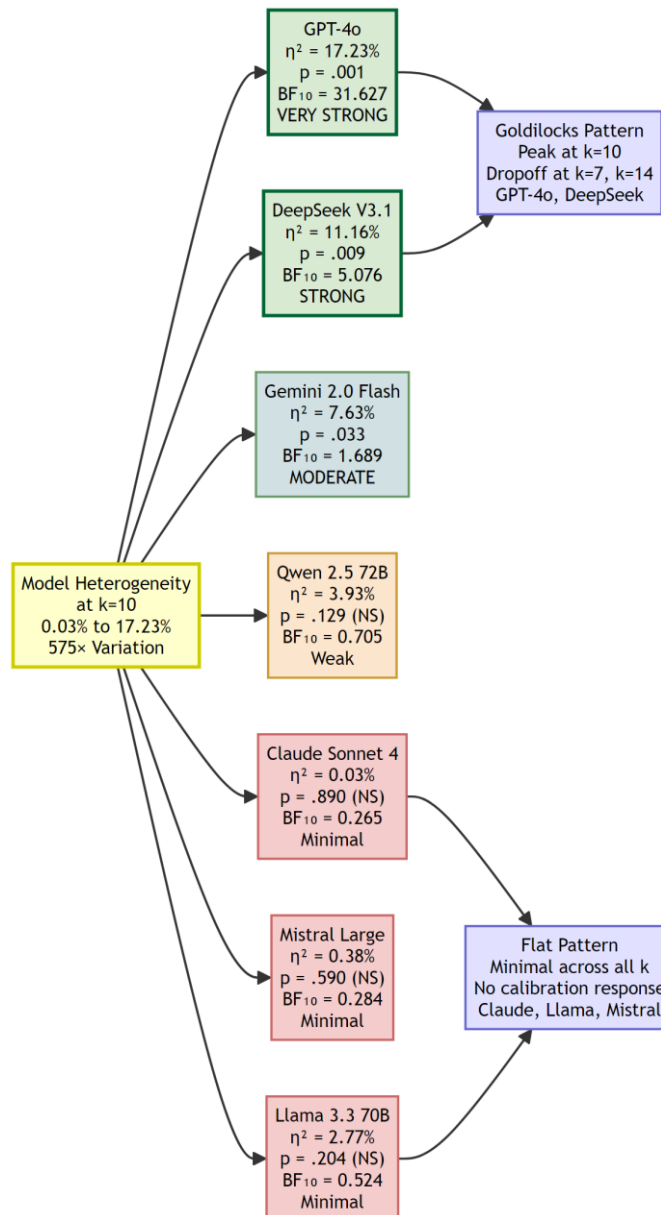 GPT-4o
η² = 17.23%
p = .001
BF₁₀ = 31.627
VERY STRONG
Goldilocks Pattern
Peak at k=10
Dropoff at k=7, k=14
GPT-4o, DeepSeek
DeepSeek V3.1
η² = 11.16%
p = .009
BF₁₀ = 5.076
STRONG
Gemini 2.0 Flash
η² = 7.63%
p = .033
BF₁₀ = 1.689
MODERATE
Model Heterogeneity
at k=10
0.03% to 17.23%
575× Variation
Qwen 2.5 72B
η² = 3.93%
p = .129 (NS)
BF₁₀ = 0.705
Weak
Claude Sonnet 4
η² = 0.03%
p = .890 (NS)
BF₁₀ = 0.265
Minimal
Mistral Large
η² = 0.38%
p = .590 (NS)
BF₁₀ = 0.284
Minimal
Flat Pattern
Minimal across all k
No calibration response
Claude, Llama, Mistral
Llama 3.3 70B
η² = 2.77%
p = .204 (NS)
BF₁₀ = 0.524
Minimal